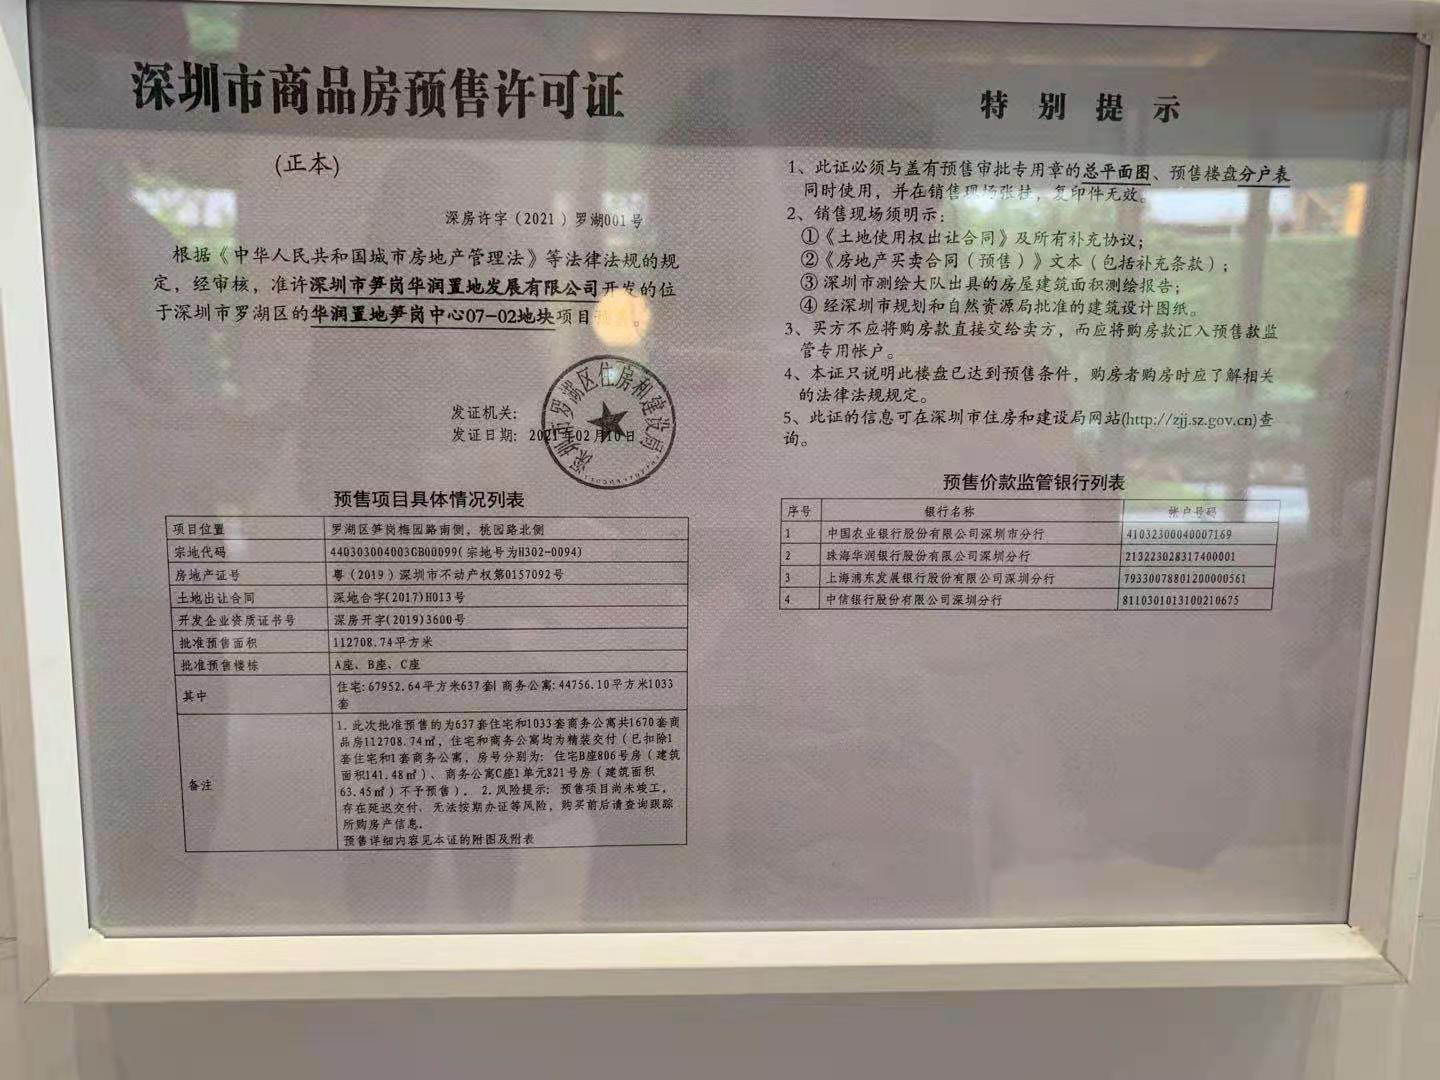 深圳市商品房预售许可证
(正本)
深房许字（2021）罗湖001号
根据《中华人民共和国城市房地产管理法》等法律法规的规
定，经审核，准许深圳市笋岗华润置地发展有限公司开发的位
于深圳市罗湖区的华润置地笋岗中心07-02地块项目
深圳市罗湖区住房和建设局
发证机关：
发证日期：2021年02月10日
预售项目具体情况列表
项目位置 罗湖区笋岗梅园路南侧，桃园路北侧
宗地代码 440303004003GB00099(宗地号为H302-0094)
房地产证号 粤（2019）深圳市不动产权第0157092号
土地出让合同 深地合字(2017)H013号
开发企业资质证书号 深房开字(2019)3600号
批准预售面积 112708.74平方米
批准预售楼栋 A座、B座、C座
其中 住宅:67952.64平方米637套| 商务公寓:44756.10平方米1033
套
备注
1.此次批准预售的为637套住宅和1033套商务公寓共1670套商
品房112708.74㎡，住宅和商务公寓均为精装交付（已扣除1
套住宅和1套商务公寓，房号分别为：住宅B座806号房（建筑
面积141.48㎡）、商务公寓C座1单元821号房（建筑面积
63.45㎡）不予预售）。2.风险提示：预售项目尚未竣工，
存在延迟交付、无法按期办证等风险，购买前后请查询跟踪
所购房产信息。
预售详细内容见本证的附图及附表
特别提示
1、此证必须与盖有预售审批专用章的总平面图、预售楼盘分户表
同时使用，并在销售现场张挂，复印件无效。
2、销售现场须明示：
①《土地使用权出让合同》及所有补充协议；
②《房地产买卖合同（预售）》文本（包括补充条款）；
③深圳市测绘大队出具的房屋建筑面积测绘报告；
④经深圳市规划和自然资源局批准的建筑设计图纸。
3、买方不应将购房款直接交给卖方，而应将购房款汇入预售款监
管专用帐户。
4、本证只说明此楼盘已达到预售条件，购房者购房时应了解相关
的法律法规规定。
5、此证的信息可在深圳市住房和建设局网站(http://zjj.sz.gov.cn)查
询。
预售价款监管银行列表
序号 银行名称 帐户号码
1 中国农业银行股份有限公司深圳市分行 41032300040007169
2 珠海华润银行股份有限公司深圳分行 213223028317400001
3 上海浦东发展银行股份有限公司深圳分行 79330078801200000561
4 中信银行股份有限公司深圳分行 8110301013100210675